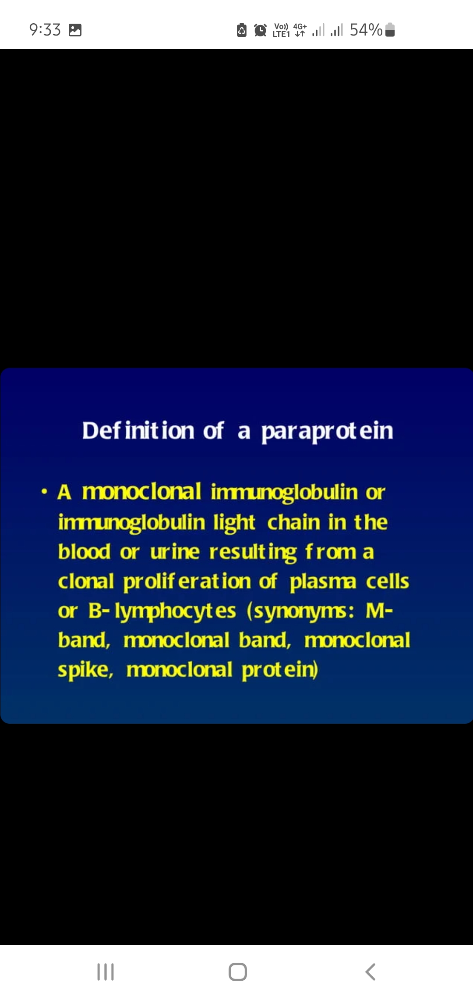 9:33
Vo)) LTE1 4G+ 54%
Definition of a paraprotein
• A monoclonal immunoglobulin or
immunoglobulin light chain in the
blood or urine resulting from a
clonal proliferation of plasma cells
or B-lymphocytes (synonyms: M-
band, monoclonal band, monoclonal
spike, monoclonal protein)